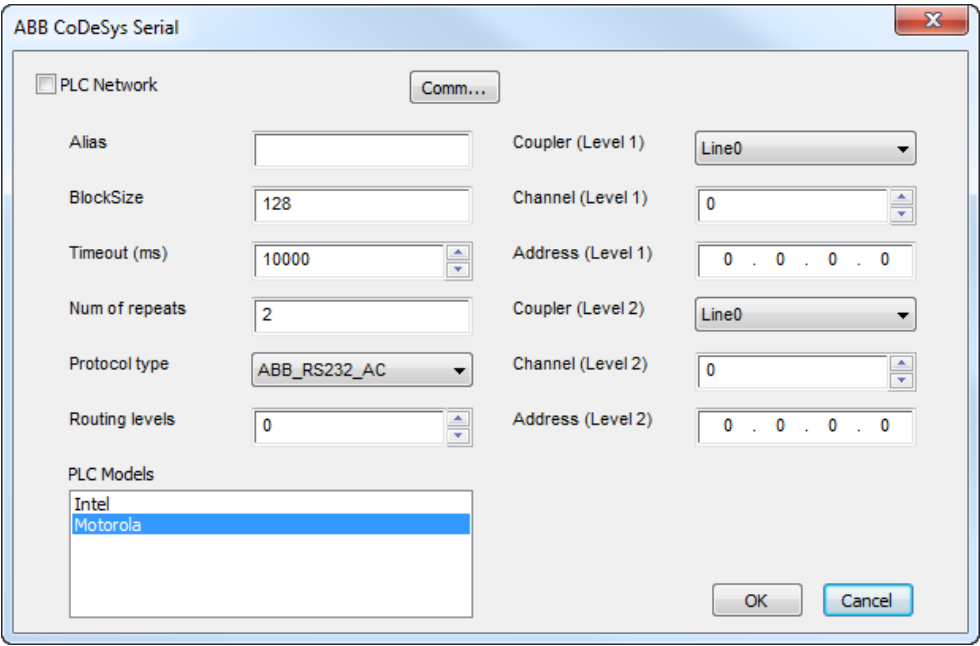 ABB CoDeSys Serial
PLC Network
Comm...
Alias
Coupler (Level 1)
Line0
BlockSize
128
Channel (Level 1)
0
Timeout (ms)
10000
Address (Level 1)
0 . 0 . 0 . 0
Num of repeats
2
Coupler (Level 2)
Line0
Protocol type
ABB_RS232_AC
Channel (Level 2)
0
Routing levels
0
Address (Level 2)
0 . 0 . 0 . 0
PLC Models
Intel
Motorola
OK
Cancel